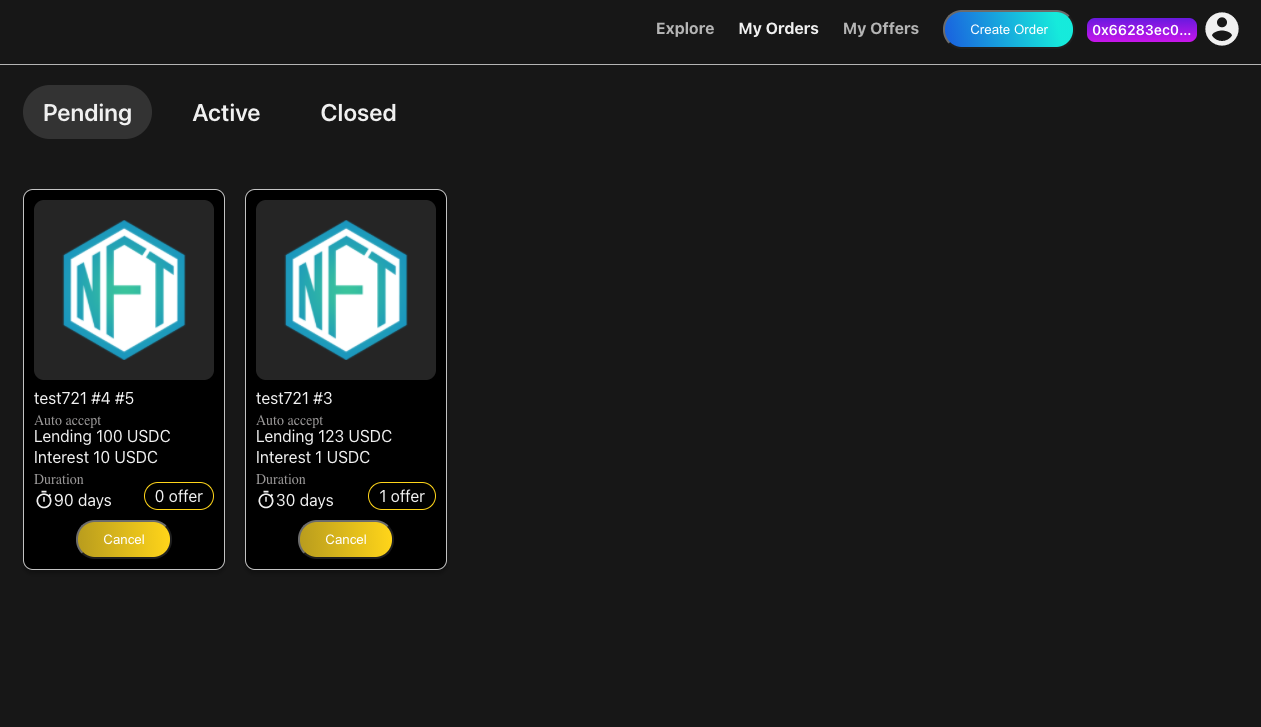 Explore My Orders My Offers Create Order 0x66283ec0...
Pending Active Closed
NFT
test721 #4 #5
Auto accept
Lending 100 USDC
Interest 10 USDC
Duration
90 days
0 offer
Cancel
NFT
test721 #3
Auto accept
Lending 123 USDC
Interest 1 USDC
Duration
30 days
1 offer
Cancel